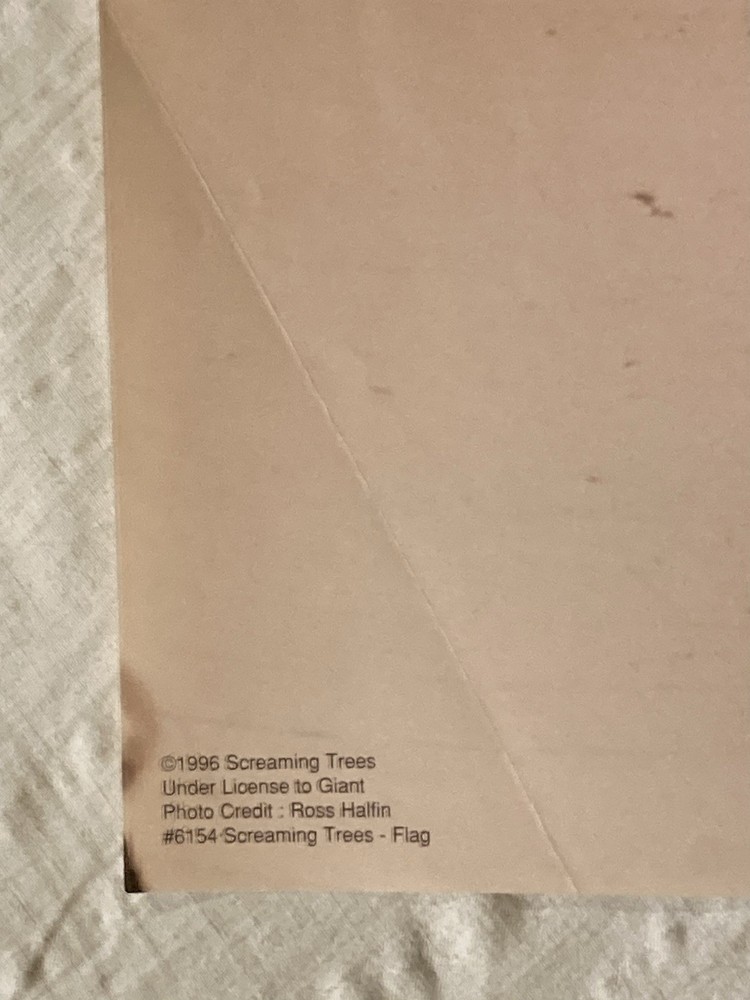 ©1996 Screaming Trees
Under License to Giant
Photo Credit : Ross Halfin
#6154 Screaming Trees - Flag